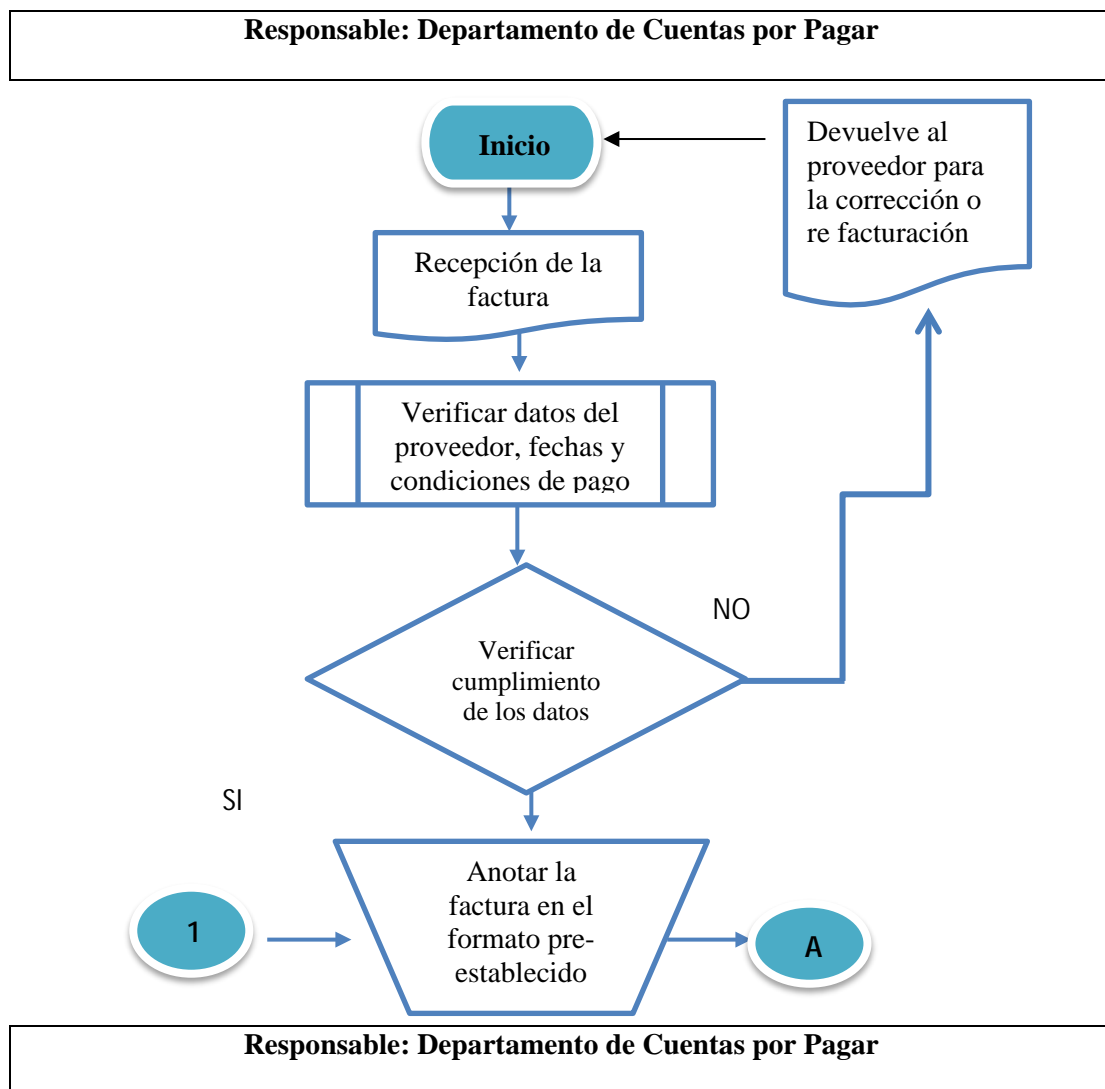 Responsable: Departamento de Cuentas por Pagar
Inicio
Devuelve al
proveedor para
la corrección o
re facturación
Recepción de la
factura
Verificar datos del
proveedor, fechas y
condiciones de pago
NO
Verificar
cumplimiento
de los datos
SI
Anotar la
factura en el
formato pre-
establecido
1
A
Responsable: Departamento de Cuentas por Pagar